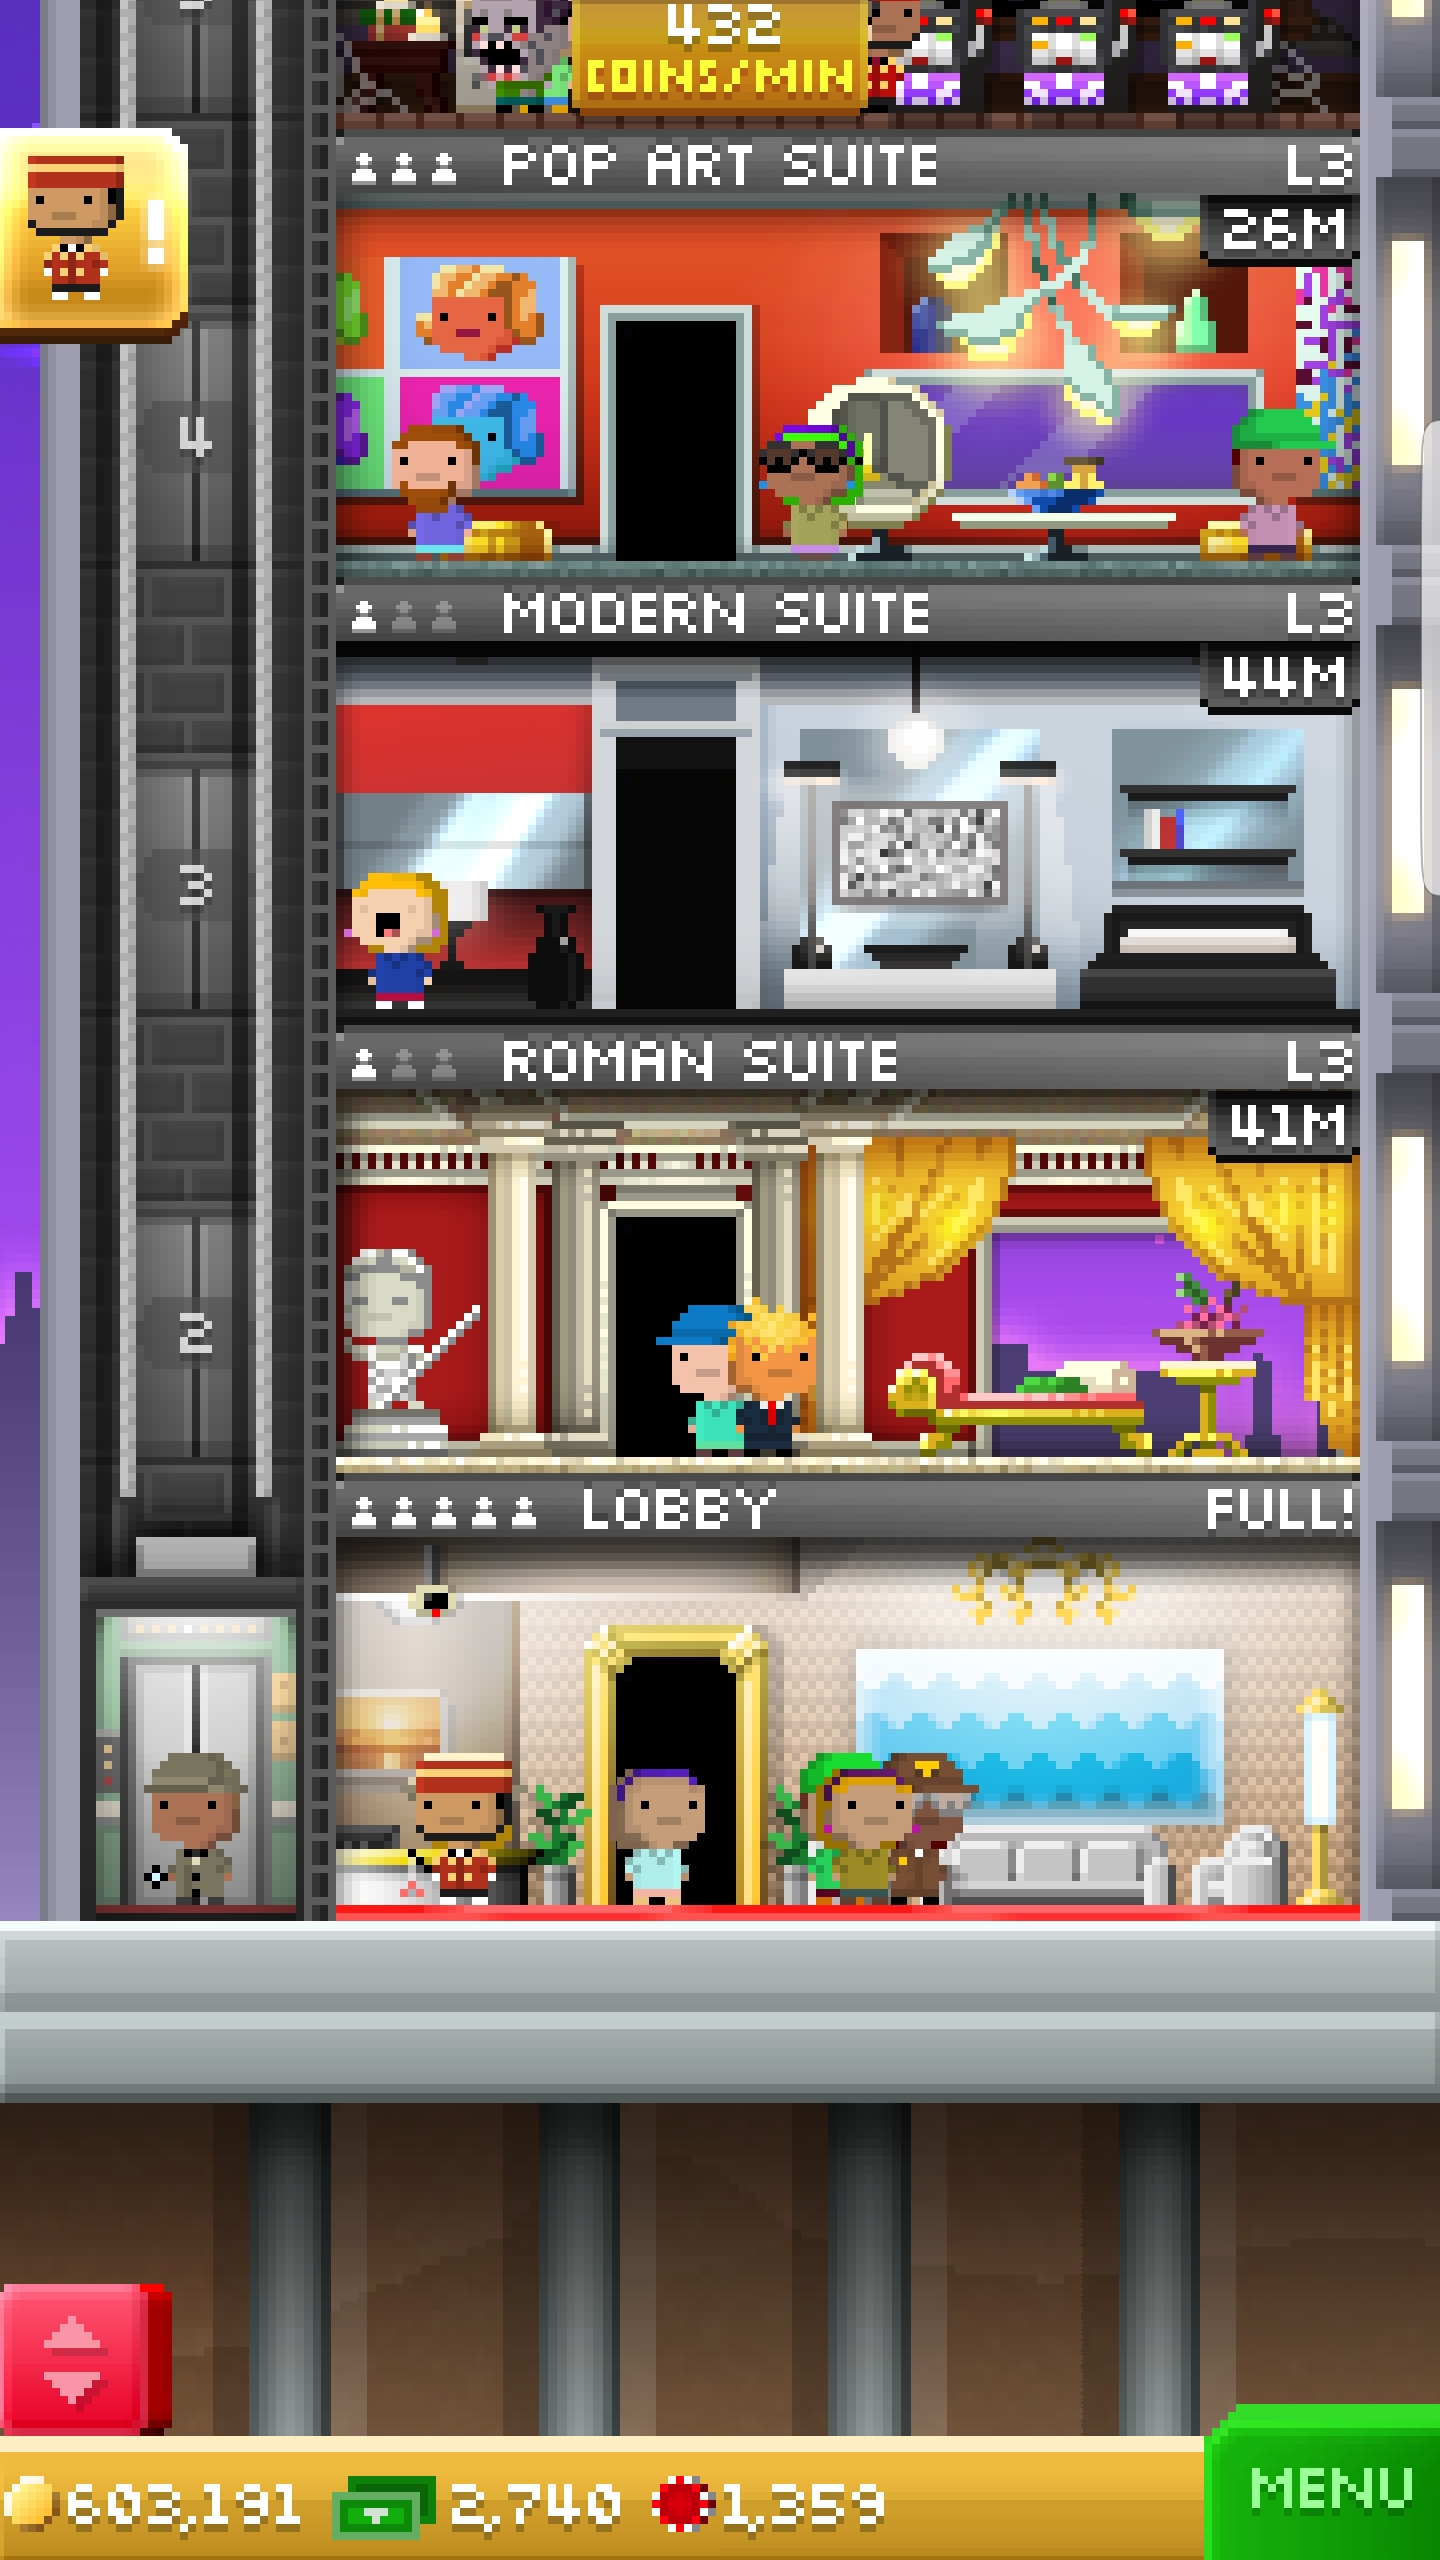 432
COINS/MIN
POP ART SUITE L3
26M
!
4
MODERN SUITE L3
44M
3
ROMAN SUITE L3
41M
2
LOBBY FULL!
MENU
603,191 2,740 1,359